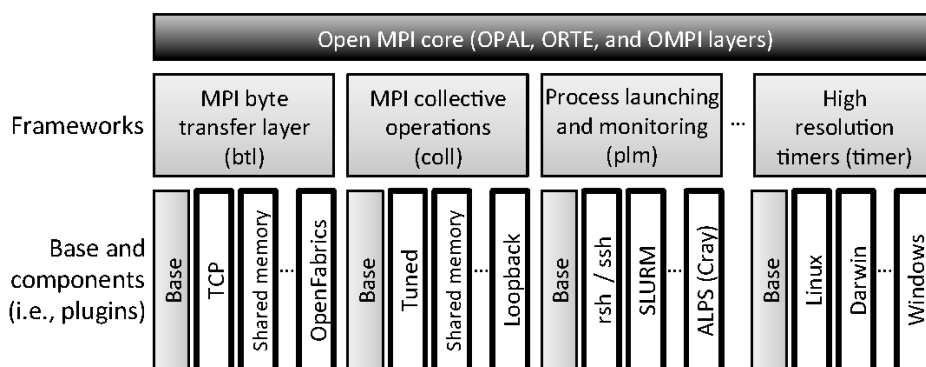 Open MPI core (OPAL, ORTE, and OMPI layers)
Frameworks
MPI byte
transfer layer
(btl)
MPI collective
operations
(coll)
Process launching
and monitoring
(plm)
...
High
resolution
timers (timer)
Base and
components
(i.e., plugins)
Base
TCP
Shared memory
...
OpenFabrics
Base
Tuned
Shared memory
...
Loopback
Base
rsh / ssh
SLURM
...
ALPS (Cray)
Base
Linux
Darwin
...
Windows